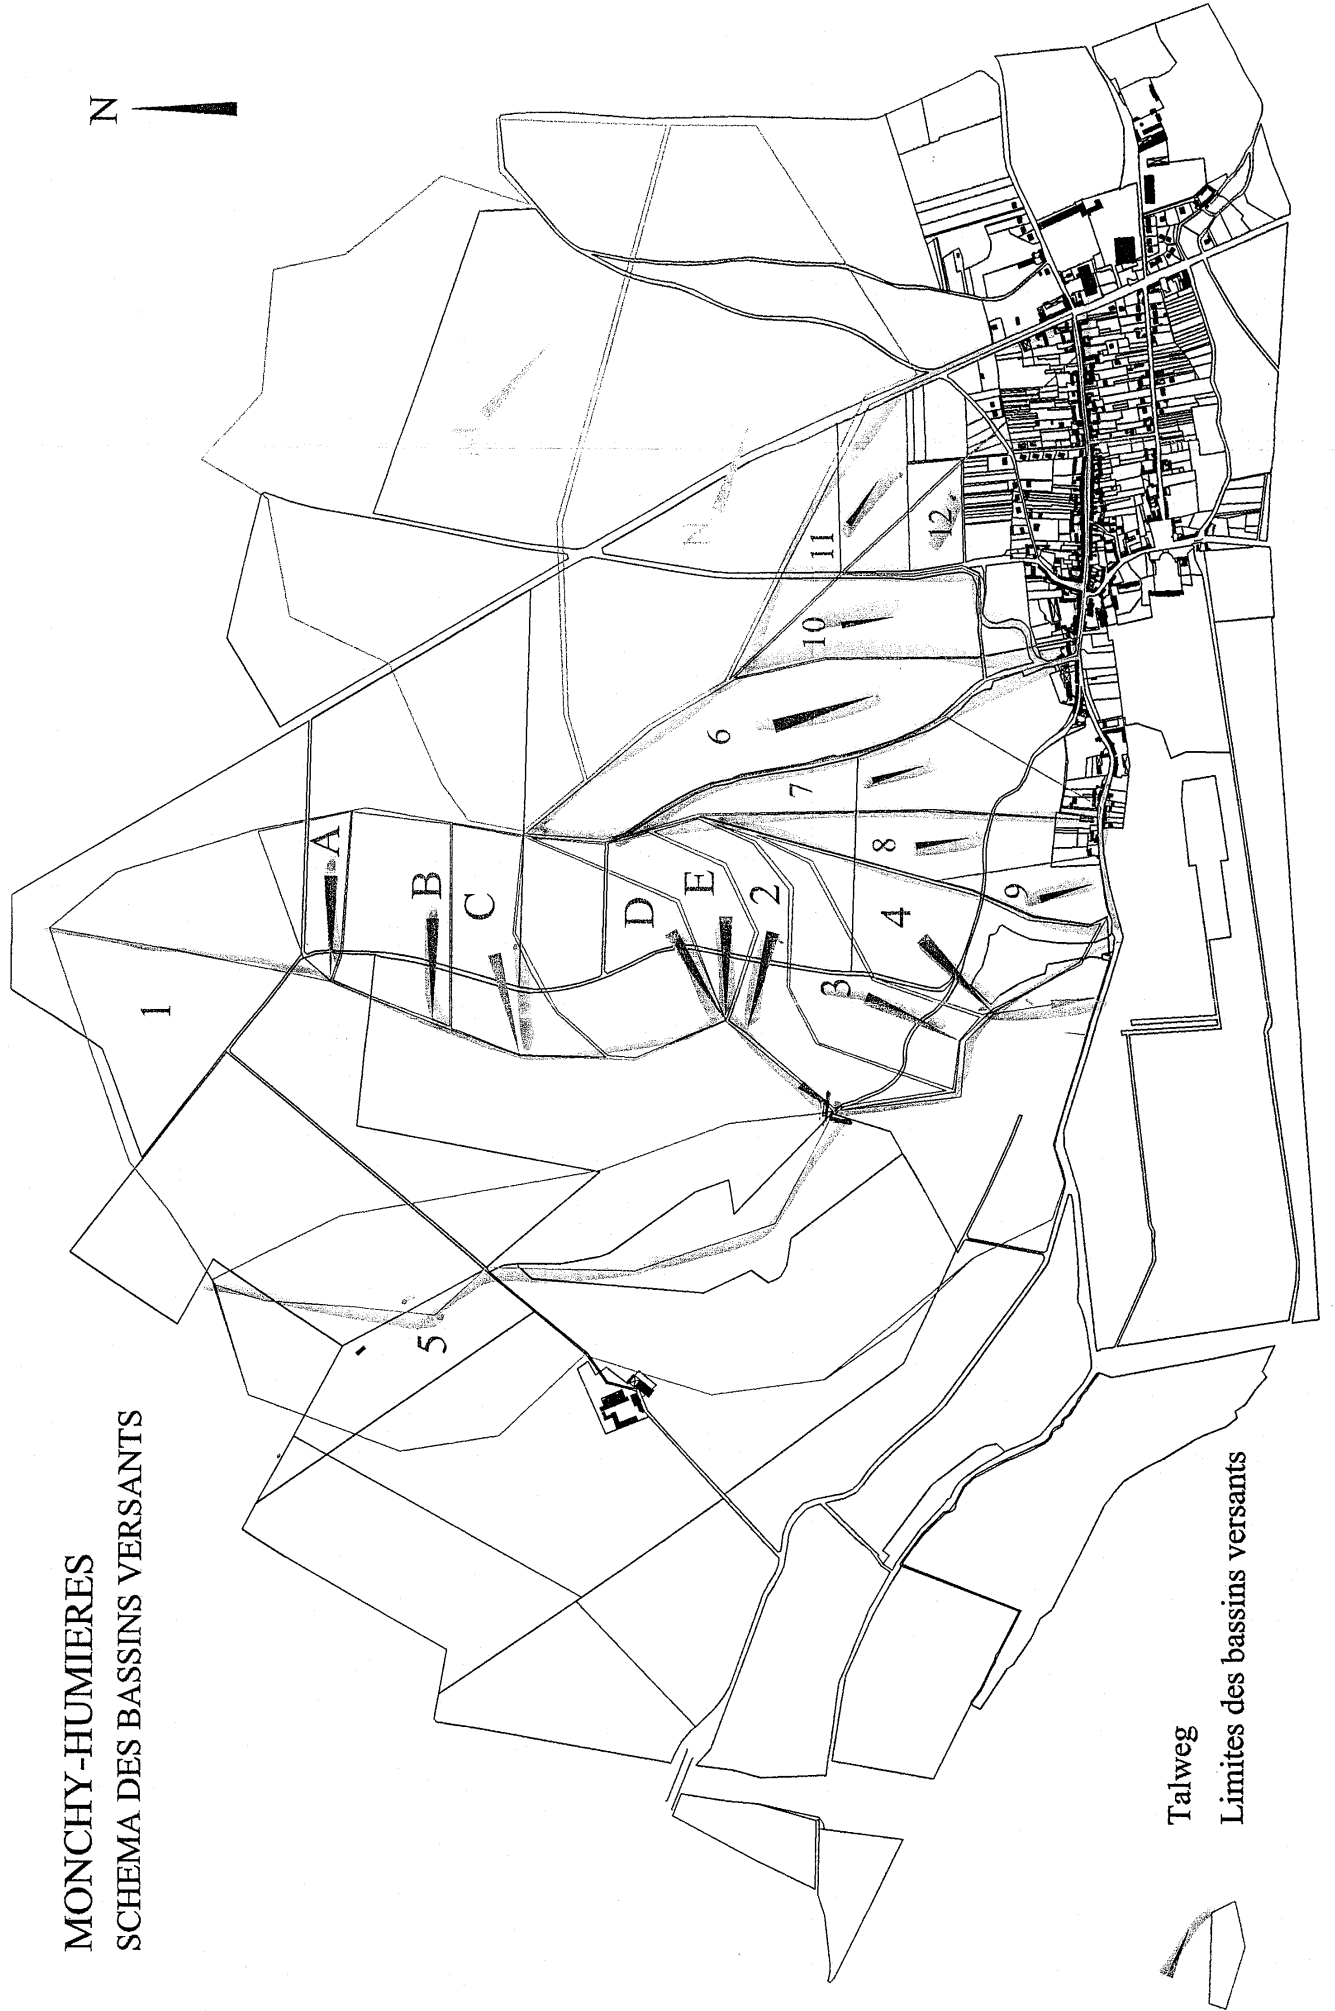 MONCHY-HUMIERES
SCHEMA DES BASSINS VERSANTS
N
1
A
B
C
D
E
2
3
4
5
6
7
8
9
10
11
12
N
Talweg
Limites des bassins versants